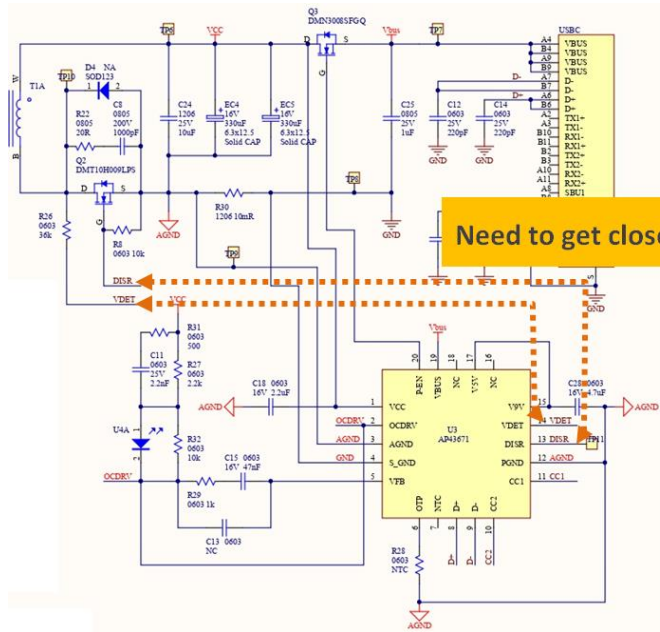 Q3
DMN3008SFGQ
TP6
VCC
Vbus
TP7
USBC
D
S
G
A4
VBUS
B4
VBUS
A9
VBUS
B9
VBUS
A7
D-
B7
D-
A6
D+
B6
D+
A2
TX1+
A3
TX1-
B10
RX1-
B11
RX1+
B2
TX2+
B3
TX2-
A10
RX2-
A11
RX2+
A8
SBU1
D-
D+
W
T1A
B
TP10
D4 NA
SOD123
1
2
R22
0805
20R
C8
0805
200V
1000pF
Q2
DMT10H009LPS
D
S
G
C24
1206
25V
10uF
EC4
16V
330uF
6.3x12.5
Solid CAP
EC5
16V
330uF
6.3x12.5
Solid CAP
C25
0805
25V
1uF
C12
0603
25V
220pF
C14
0603
25V
220pF
GND
GND
R26
0603
36k
R8
0603 10k
R30
1206 10mR
TP8
TP9
AGND
GND
Need to get close
DISR
VDET
VCC
GND
R31
0603
500
C11
0603
25V
2.2nF
R27
0603
2.2k
U4A
1
2
R32
0603
10k
OCDRV
R29
0603 1k
C15 0603
16V 47nF
C13 0603
NC
AGND
C18 0603
16V 2.2uF
OCDRV
AGND
GND
Vbus
20
19
18
17
16
PWEN
VBUS
NC
V5V
NC
1
VCC
2
OCDRV
3
AGND
4
S_GND
5
VFB
U3
AP43671
V9V
15
VDET
14
VDET
DISR
13
DISR
TP11
PGND
12
AGND
CC1
11
CC1
OTP
NTC
D+
D-
CC2
6
7
8
9
10
D+
D-
CC2
C28 0603
16V 4.7uF
AGND
R28
0603
NTC
AGND